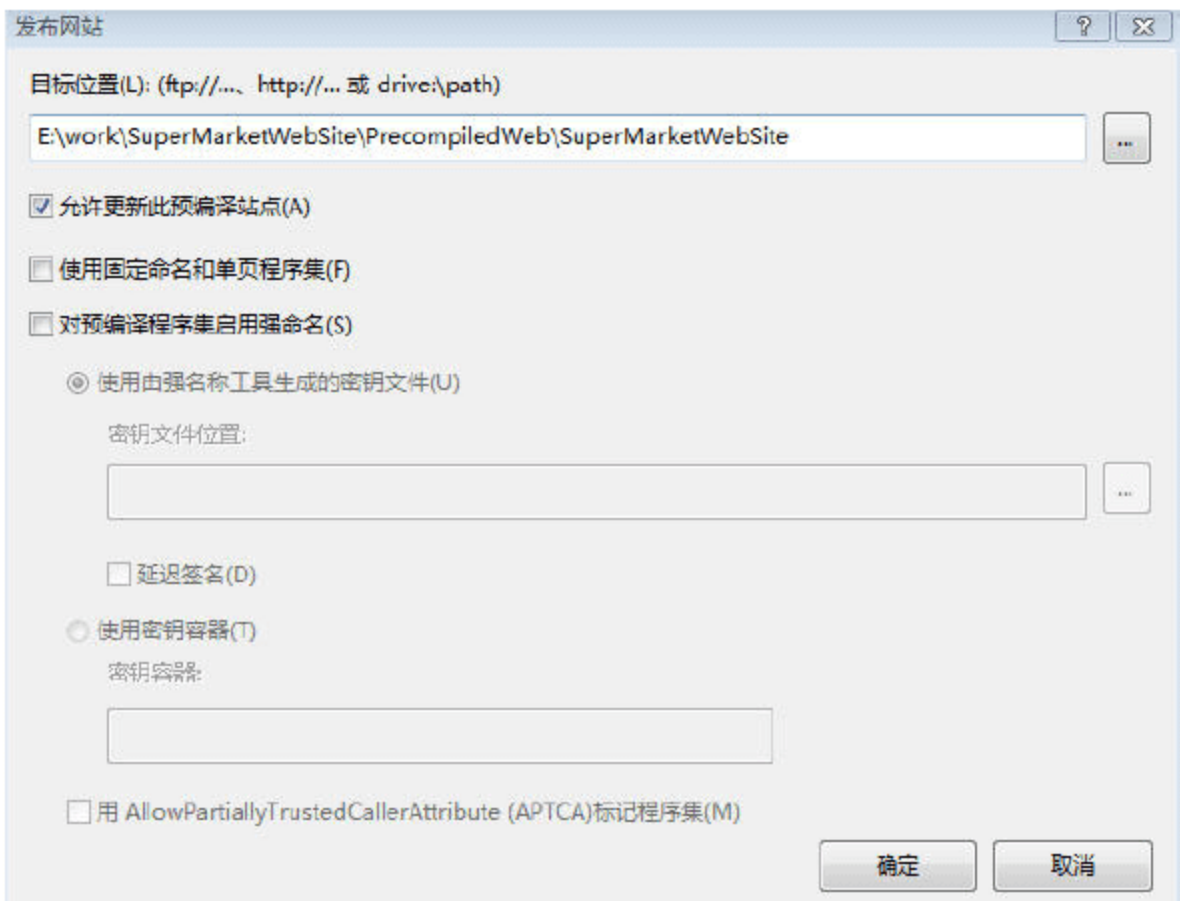 发布网站
目标位置(L): (ftp://...、http://... 或 drive:\path)
E:\work\SuperMarketWebSite\PrecompiledWeb\SuperMarketWebSite
...
允许更新此预编译站点(A)
使用固定命名和单页程序集(F)
对预编译程序集启用强命名(S)
使用由强名称工具生成的密钥文件(U)
密钥文件位置:
...
延迟签名(D)
使用密钥容器(T)
密钥容器:
用 AllowPartiallyTrustedCallerAttribute (APTCA)标记程序集(M)
确定 取消